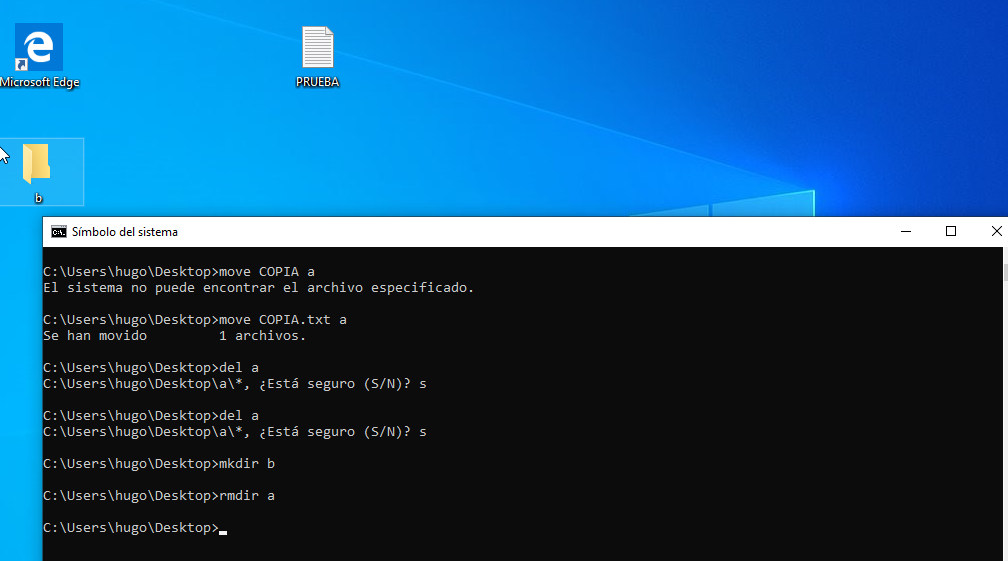 Microsoft Edge
PRUEBA
b
C:\. Símbolo del sistema
C:\Users\hugo\Desktop>move COPIA a
El sistema no puede encontrar el archivo especificado.
C:\Users\hugo\Desktop>move COPIA.txt a
Se han movido         1 archivos.
C:\Users\hugo\Desktop>del a
C:\Users\hugo\Desktop\a\*, ¿Está seguro (S/N)? s
C:\Users\hugo\Desktop>del a
C:\Users\hugo\Desktop\a\*, ¿Está seguro (S/N)? s
C:\Users\hugo\Desktop>mkdir b
C:\Users\hugo\Desktop>rmdir a
C:\Users\hugo\Desktop>